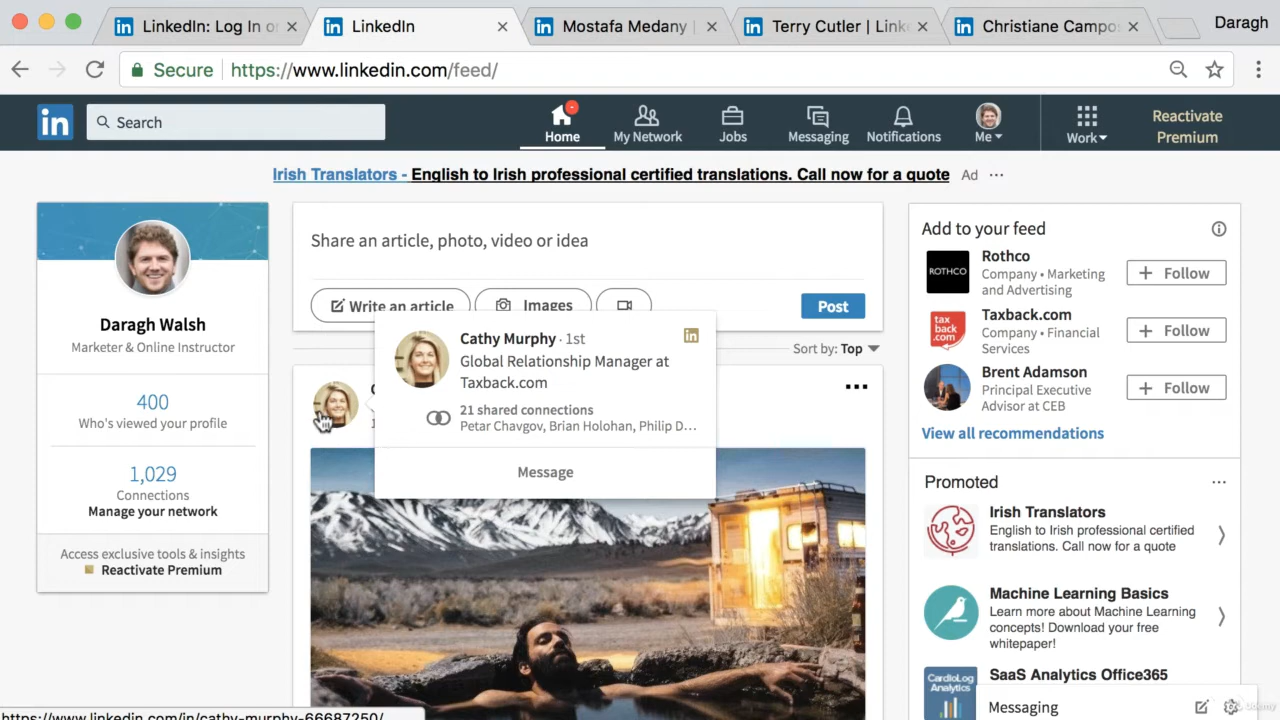 LinkedIn: Log In or
LinkedIn
Mostafa Medany |
Terry Cutler | Link
Christiane Campos
Daragh
Secure
https://www.linkedin.com/feed/
in
Search
Home
My Network
Jobs
Messaging
Notifications
Me
Work
Reactivate
Premium
Irish Translators - English to Irish professional certified translations. Call now for a quote
Ad
Daragh Walsh
Marketer & Online Instructor
400
Who's viewed your profile
1,029
Connections
Manage your network
Access exclusive tools & insights
Reactivate Premium
Share an article, photo, video or idea
Write an article
Images
Post
Sort by: Top
Cathy Murphy · 1st
Global Relationship Manager at
Taxback.com
21 shared connections
Petar Chavgov, Brian Holohan, Philip D...
Message
Add to your feed
ROTHCO
Rothco
Company • Marketing
and Advertising
+ Follow
tax
back
.com
Taxback.com
Company • Financial
Services
+ Follow
Brent Adamson
Principal Executive
Advisor at CEB
+ Follow
View all recommendations
Promoted
Irish Translators
English to Irish professional certified
translations. Call now for a quote
Machine Learning Basics
Learn more about Machine Learning
concepts! Download your free
whitepaper!
CardioLog
Analytics
SaaS Analytics Office365
Messaging
Udemy
https://www.linkedin.com/in/cathy-murphy-66687250/